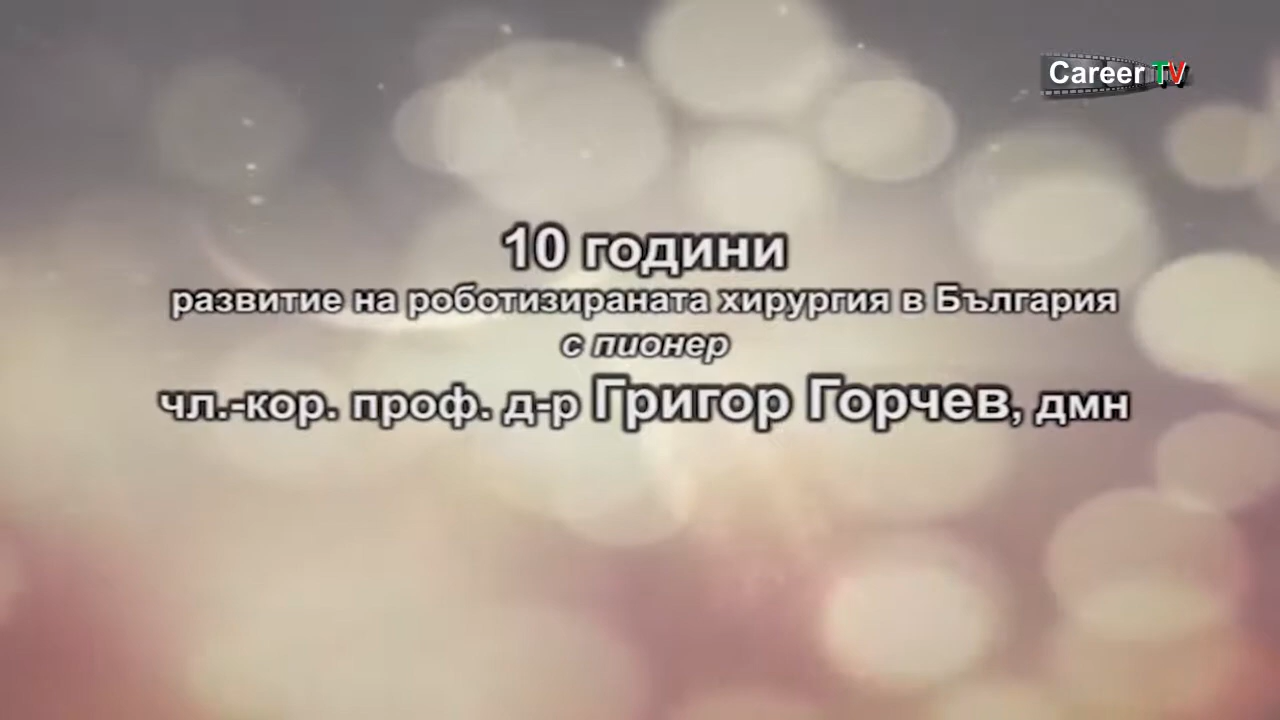 Career TV
10 години
развитие на роботизираната хирургия в България
с пионер
чл.-кор. проф. д-р Григор Горчев, дмн